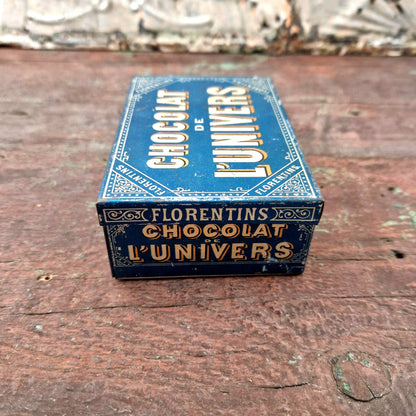 CHOCOLAT
DE
L'UNIVERS
FLORENTINS
FLORENTINS
FLORENTINS
CHOCOLAT
DE
L'UNIVERS